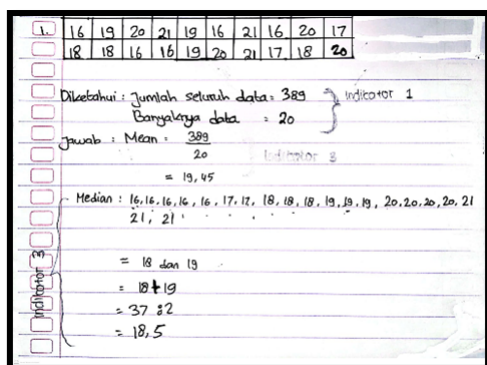 1. 16 19 20 21 19 16 21 16 20 17
18 18 16 16 19 20 21 17 18 20
Diketahui : Jumlah seluruh data = 389 } Indicator 1
Banyaknya data = 20
Jawab : Mean = 389
20
Indikator 3
= 19,45
Median : 16, 16, 16, 16, 16, 17, 17, 18, 18, 18, 19, 19, 19, 20, 20, 20, 20, 21
21, 21
= 18 dan 19
= 18 + 19
= 37 : 2
= 18,5
Indikator 3